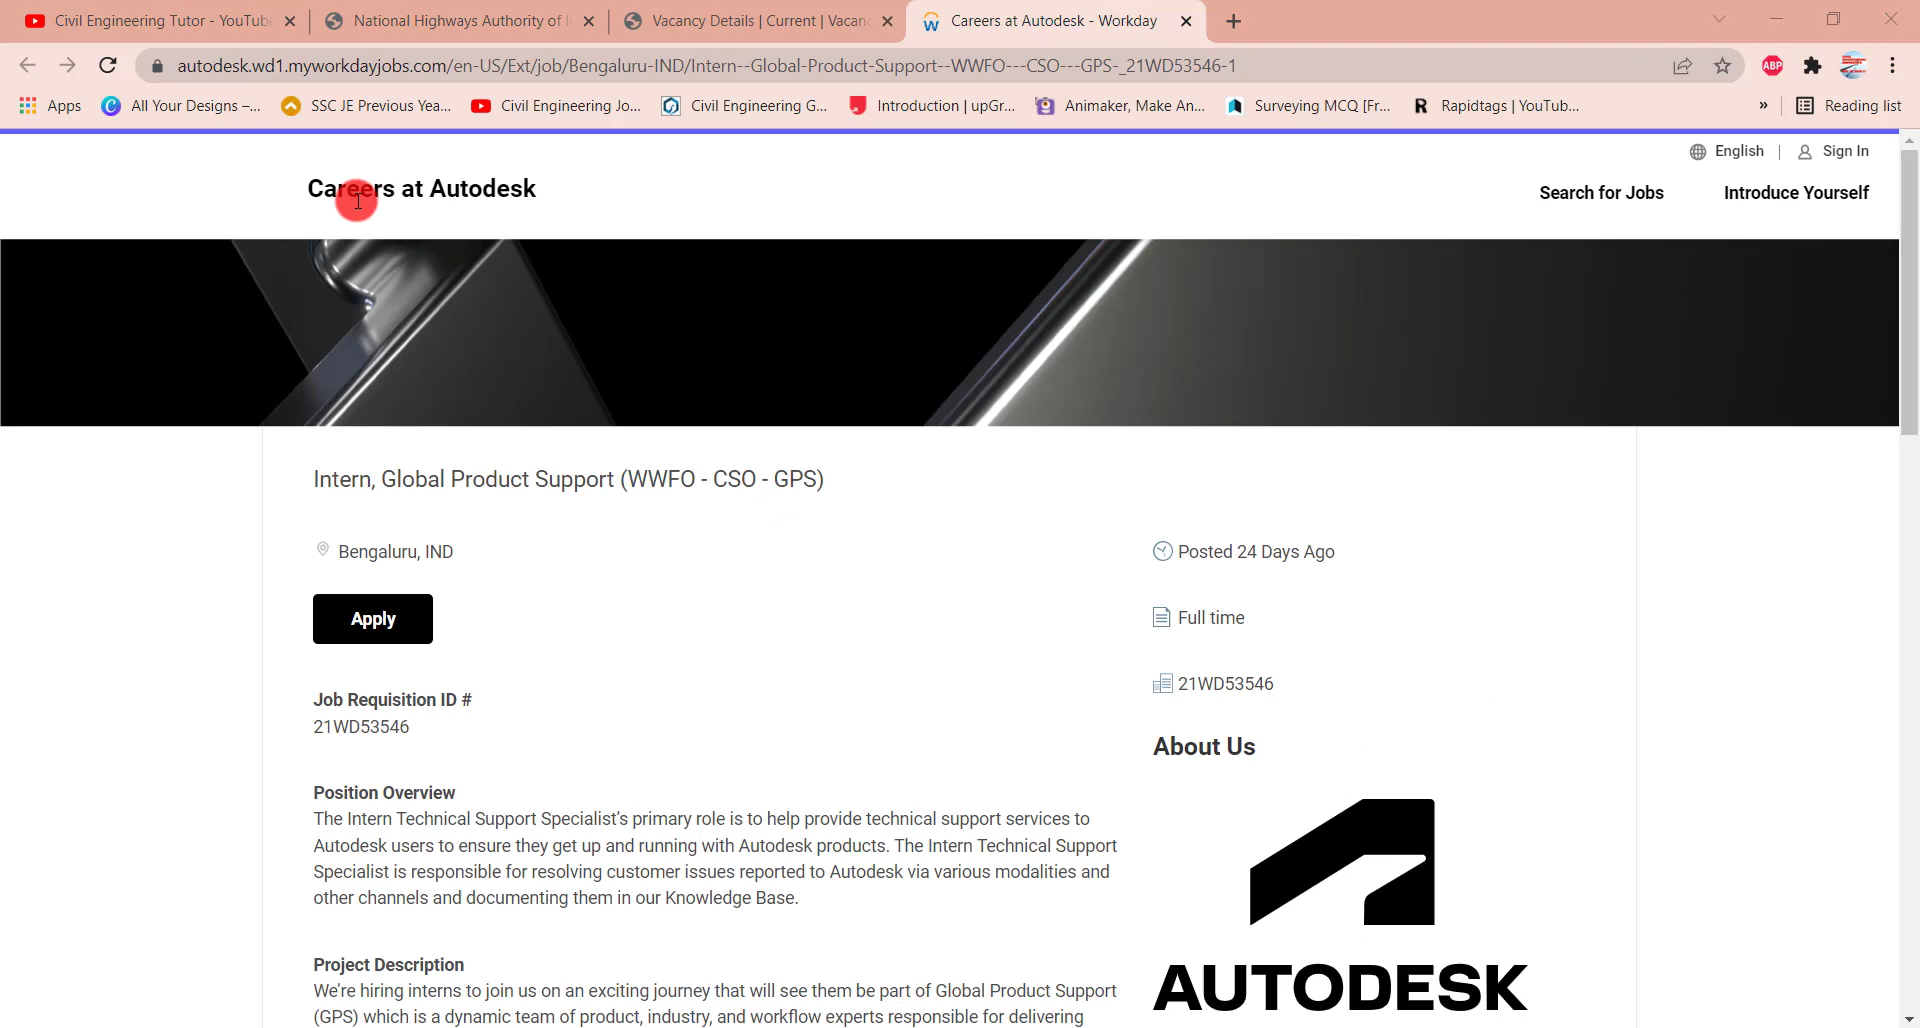 Civil Engineering Tutor - YouTube
National Highways Authority of I
Vacancy Details | Current | Vacan
Careers at Autodesk - Workday
autodesk.wd1.myworkdayjobs.com/en-US/Ext/job/Bengaluru-IND/Intern--Global-Product-Support--WWFO---CSO---GPS-_21WD53546-1
ABP
Apps
All Your Designs –...
SSC JE Previous Yea...
Civil Engineering Jo...
Civil Engineering G...
Introduction | upGr...
Animaker, Make An...
Surveying MCQ [Fr...
R Rapidtags | YouTub...
»
Reading list
English | Sign In
Careers at Autodesk
Search for Jobs
Introduce Yourself
Intern, Global Product Support (WWFO - CSO - GPS)
Bengaluru, IND
Posted 24 Days Ago
Apply
Full time
21WD53546
Job Requisition ID #
21WD53546
About Us
Position Overview
The Intern Technical Support Specialist’s primary role is to help provide technical support services to
Autodesk users to ensure they get up and running with Autodesk products. The Intern Technical Support
Specialist is responsible for resolving customer issues reported to Autodesk via various modalities and
other channels and documenting them in our Knowledge Base.
AUTODESK
Project Description
We’re hiring interns to join us on an exciting journey that will see them be part of Global Product Support
(GPS) which is a dynamic team of product, industry, and workflow experts responsible for delivering